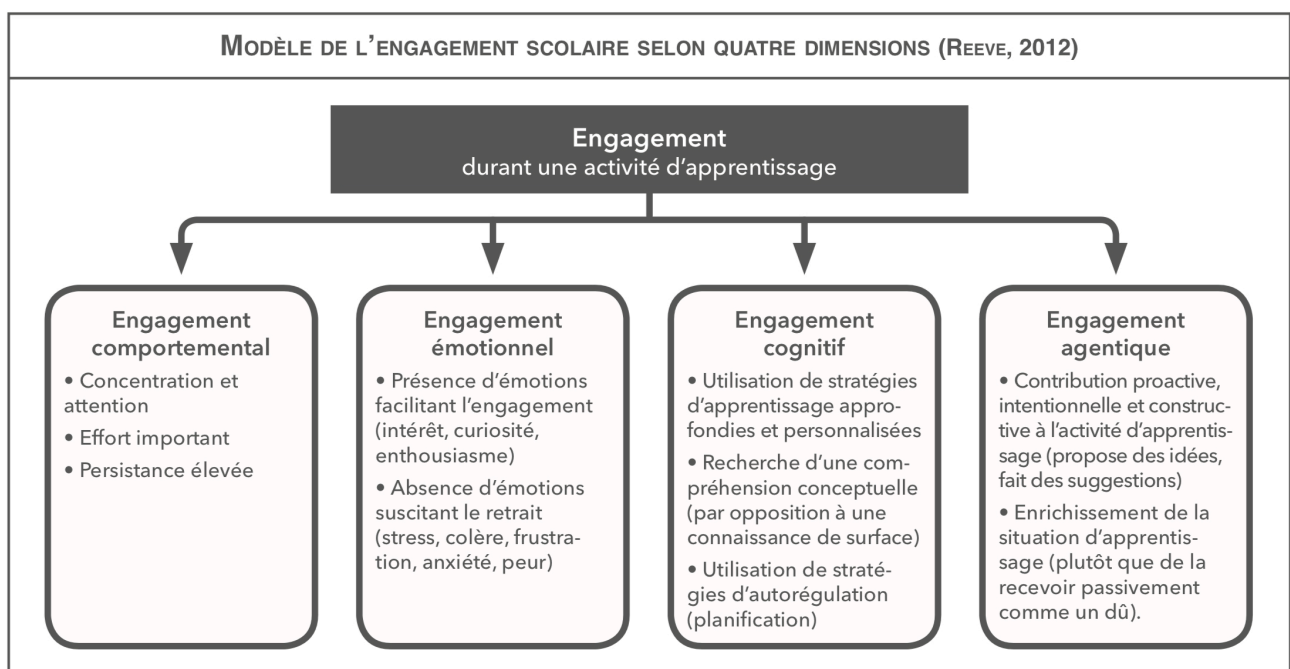 Modèle de l'engagement scolaire selon quatre dimensions (Reeve, 2012)
Engagement
durant une activité d'apprentissage
Engagement
comportemental
• Concentration et
attention
• Effort important
• Persistance élevée
Engagement
émotionnel
• Présence d'émotions
facilitant l'engagement
(intérêt, curiosité,
enthousiasme)
• Absence d'émotions
suscitant le retrait
(stress, colère, frustra-
tion, anxiété, peur)
Engagement
cognitif
• Utilisation de stratégies
d'apprentissage appro-
fondies et personnalisées
• Recherche d'une com-
préhension conceptuelle
(par opposition à une
connaissance de surface)
• Utilisation de straté-
gies d'autorégulation
(planification)
Engagement
agentique
• Contribution proactive,
intentionnelle et construc-
tive à l'activité d'apprentis-
sage (propose des idées,
fait des suggestions)
• Enrichissement de la
situation d'apprentis-
sage (plutôt que de la
recevoir passivement
comme un dû).